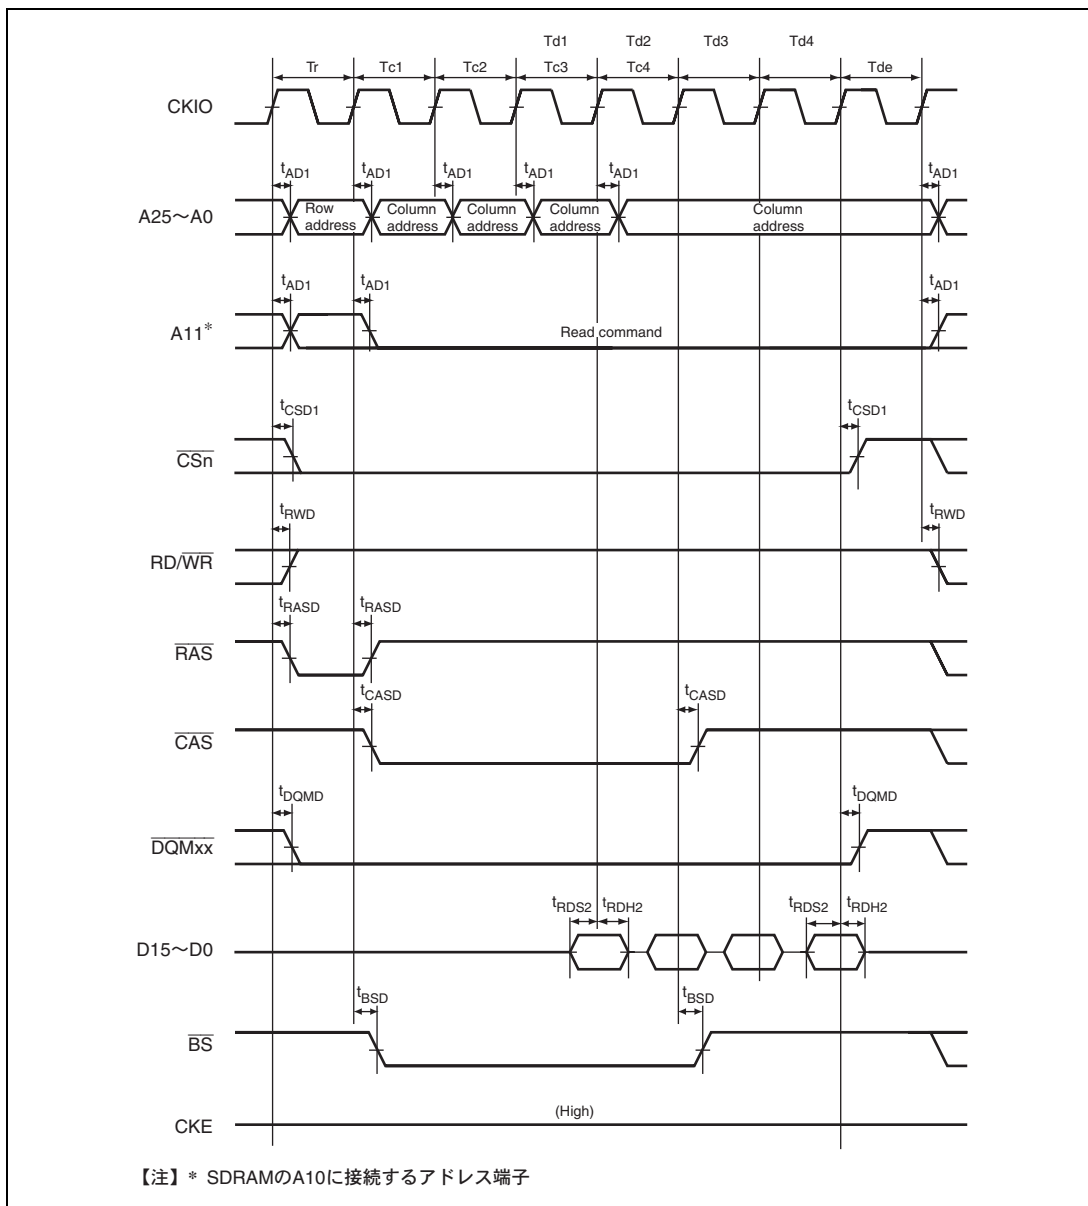 Td1 Td2 Td3 Td4
Tr Tc1 Tc2 Tc3 Tc4 Tde
CKIO
tAD1 tAD1 tAD1 tAD1 tAD1 tAD1
A25〜A0
Row address
Column address
Column address
Column address
Column address
tAD1 tAD1 tAD1
A11*
Read command
tCSD1 tCSD1
CSn
tRWD tRWD
RD/WR
tRASD tRASD
RAS
tCASD tCASD
CAS
tDQMD tDQMD
DQMxx
tRDS2 tRDH2 tRDS2 tRDH2
D15〜D0
tBSD tBSD
BS
(High)
CKE
【注】* SDRAMのA10に接続するアドレス端子